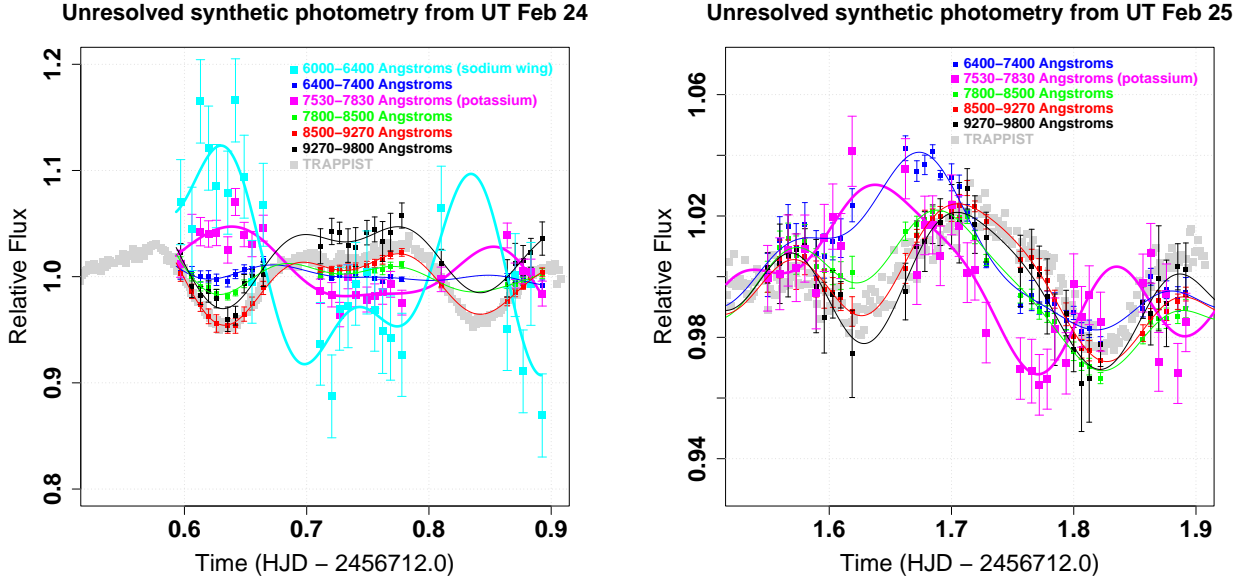 Unresolved synthetic photometry from UT Feb 24
Relative Flux
1.2
1.1
1.0
0.9
0.8
6000−6400 Angstroms (sodium wing)
6400−7400 Angstroms
7530−7830 Angstroms (potassium)
7800−8500 Angstroms
8500−9270 Angstroms
9270−9800 Angstroms
TRAPPIST
0.6 0.7 0.8 0.9
Time (HJD − 2456712.0)
Unresolved synthetic photometry from UT Feb 25
Relative Flux
1.06
1.02
0.98
0.94
6400−7400 Angstroms
7530−7830 Angstroms (potassium)
7800−8500 Angstroms
8500−9270 Angstroms
9270−9800 Angstroms
TRAPPIST
1.6 1.7 1.8 1.9
Time (HJD − 2456712.0)